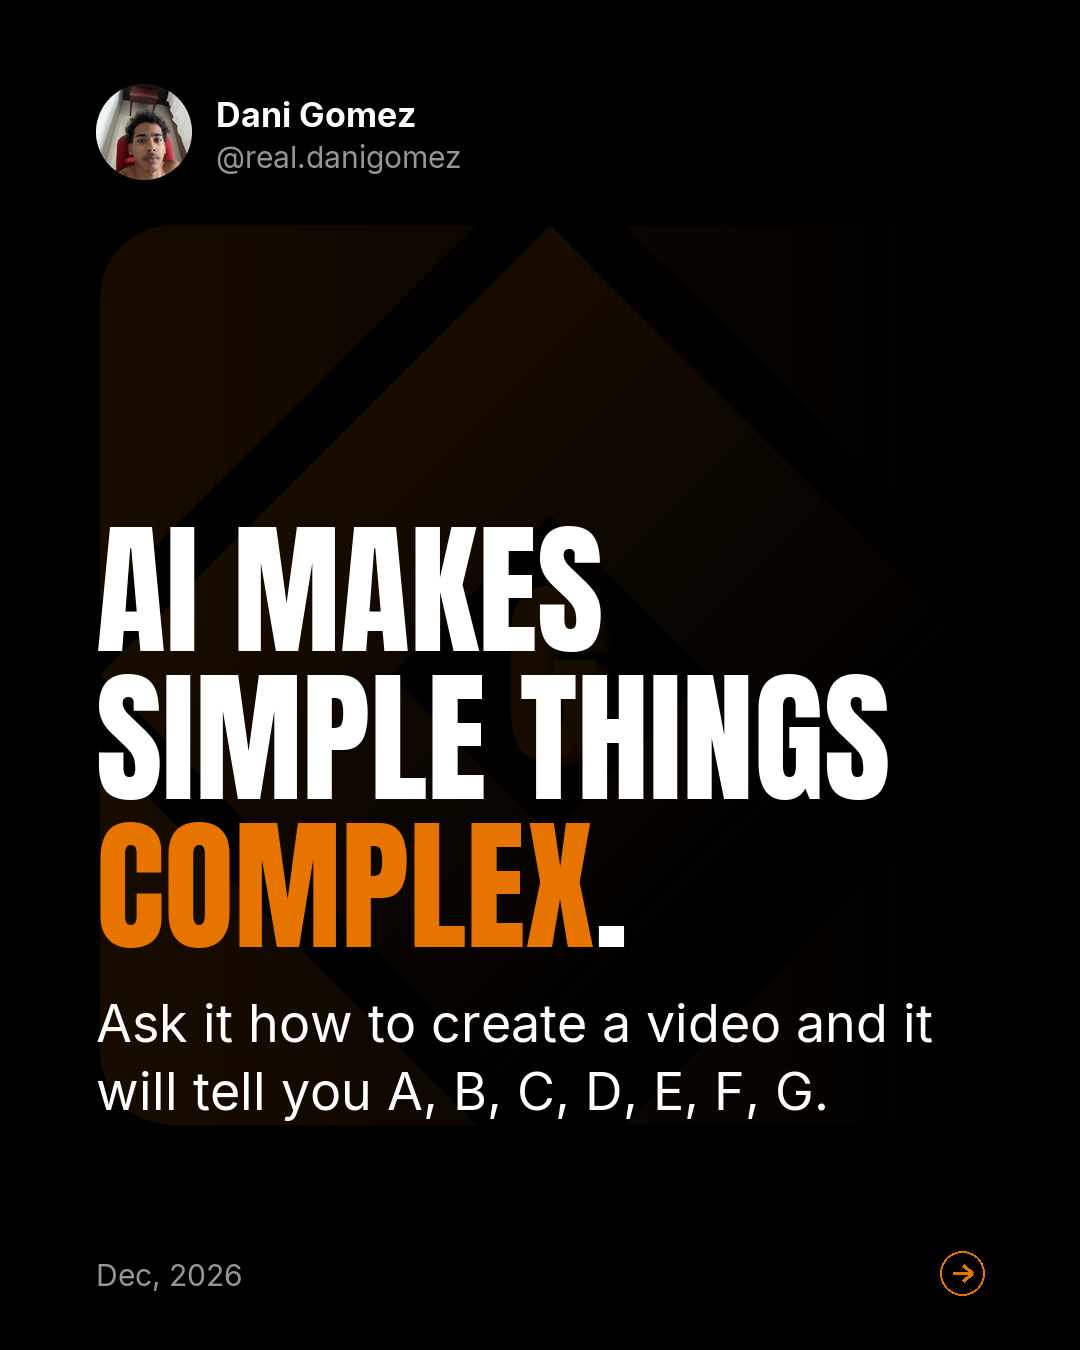 Dani Gomez
@real.danigomez
AI MAKES
SIMPLE THINGS
COMPLEX.
Ask it how to create a video and it
will tell you A, B, C, D, E, F, G.
Dec, 2026